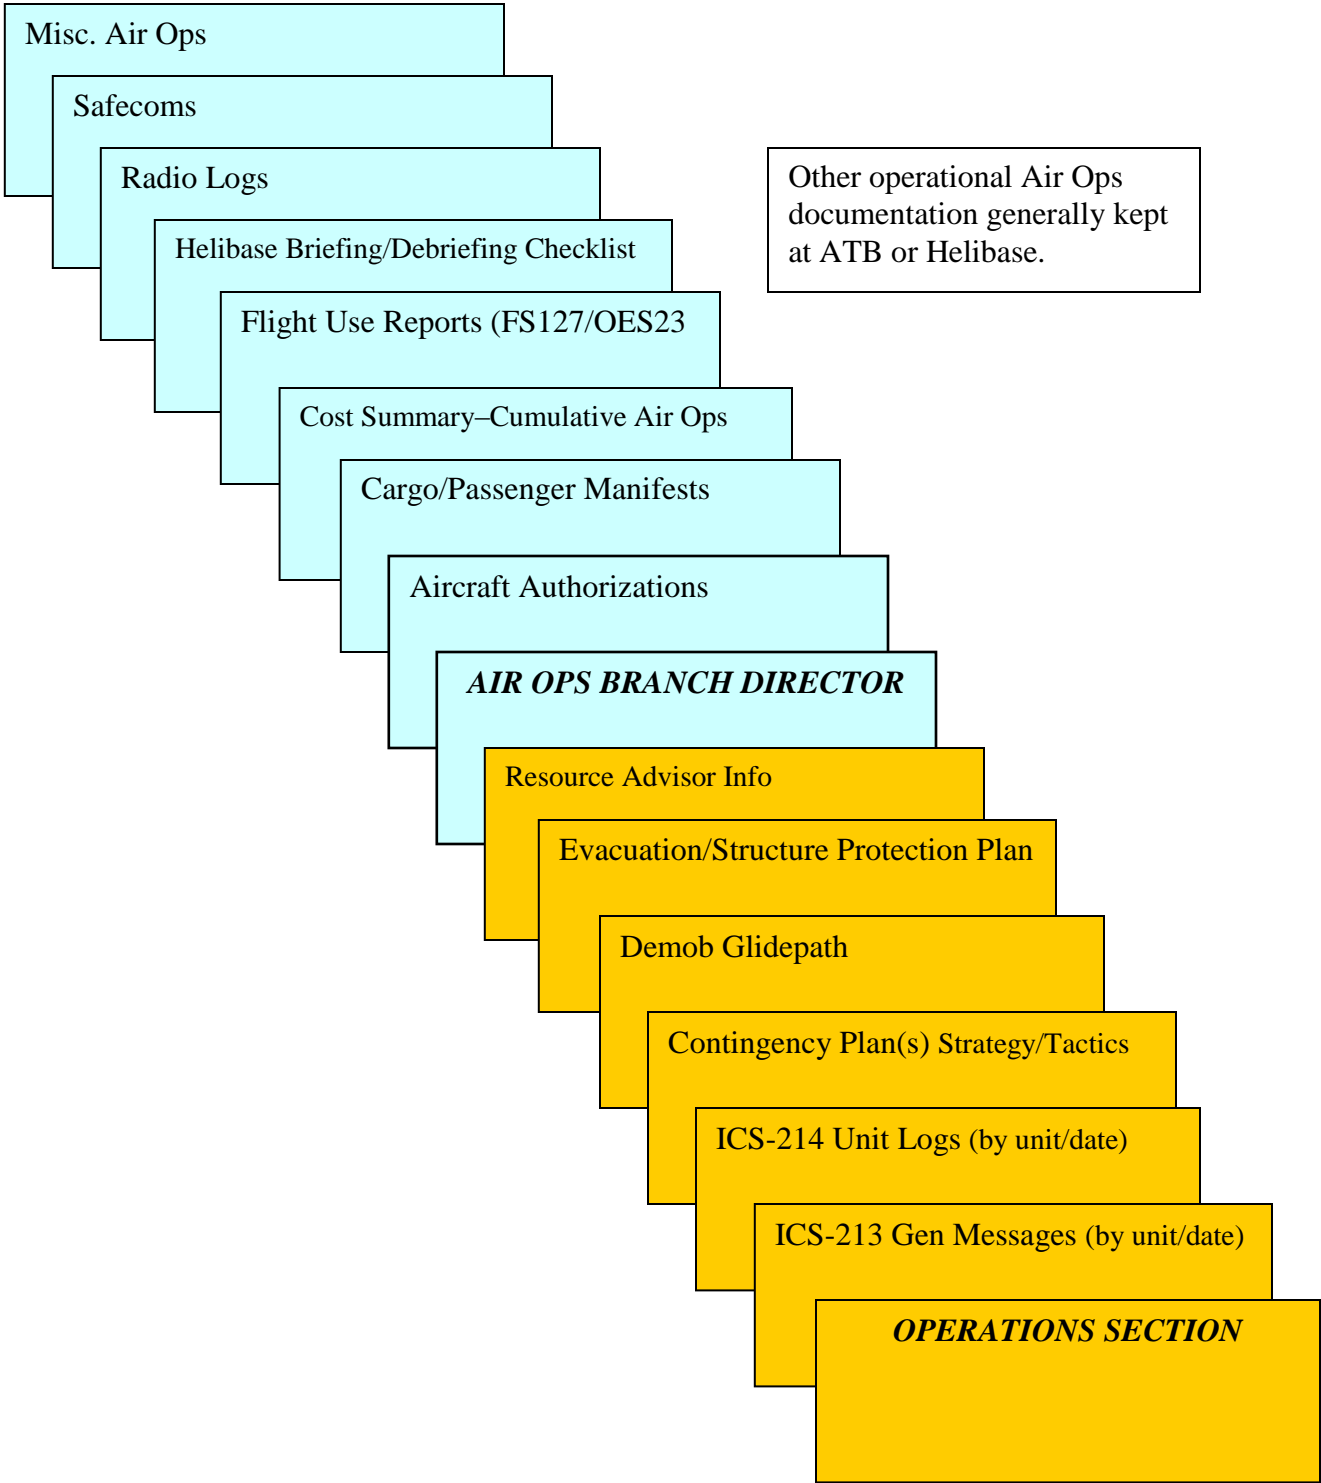 Misc. Air Ops
Safecoms
Radio Logs
Other operational Air Ops
documentation generally kept
at ATB or Helibase.
Helibase Briefing/Debriefing Checklist
Flight Use Reports (FS127/OES23
Cost Summary–Cumulative Air Ops
Cargo/Passenger Manifests
Aircraft Authorizations
AIR OPS BRANCH DIRECTOR
Resource Advisor Info
Evacuation/Structure Protection Plan
Demob Glidepath
Contingency Plan(s) Strategy/Tactics
ICS-214 Unit Logs (by unit/date)
ICS-213 Gen Messages (by unit/date)
OPERATIONS SECTION